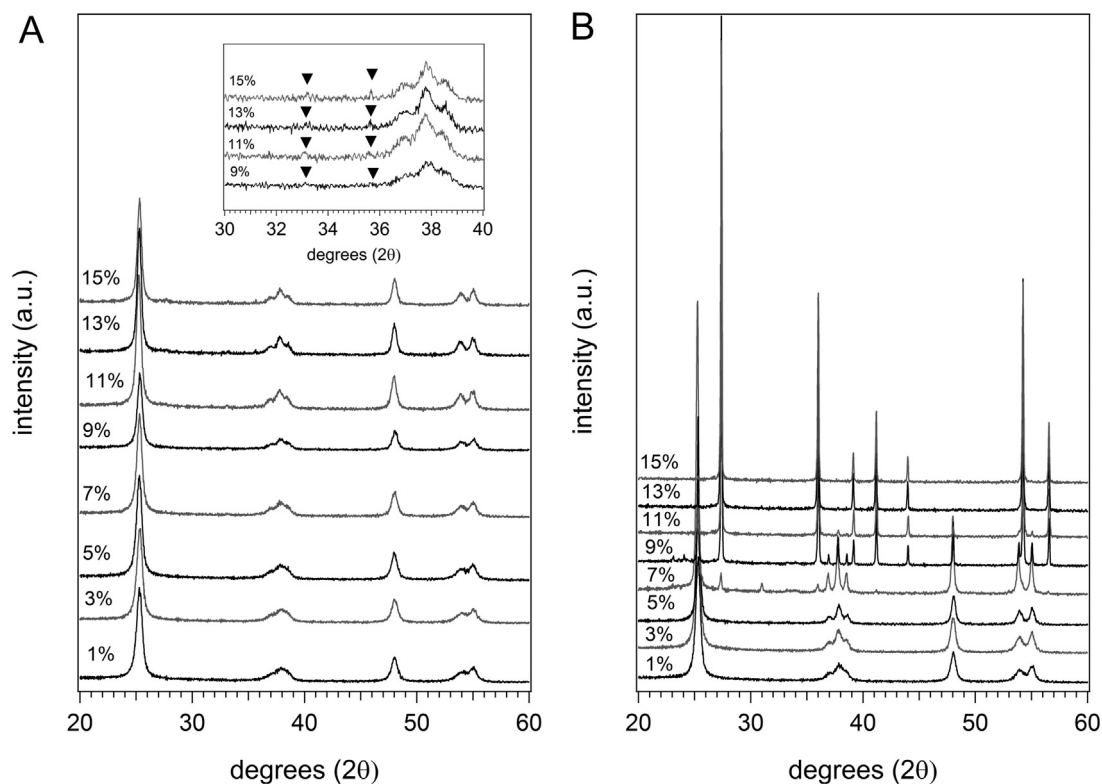 A
15%
13%
11%
9%
30 32 34 36 38 40
degrees (2θ)
intensity (a.u.)
15%
13%
11%
9%
7%
5%
3%
1%
20 30 40 50 60
degrees (2θ)
B
intensity (a.u.)
15%
13%
11%
9%
7%
5%
3%
1%
20 30 40 50 60
degrees (2θ)